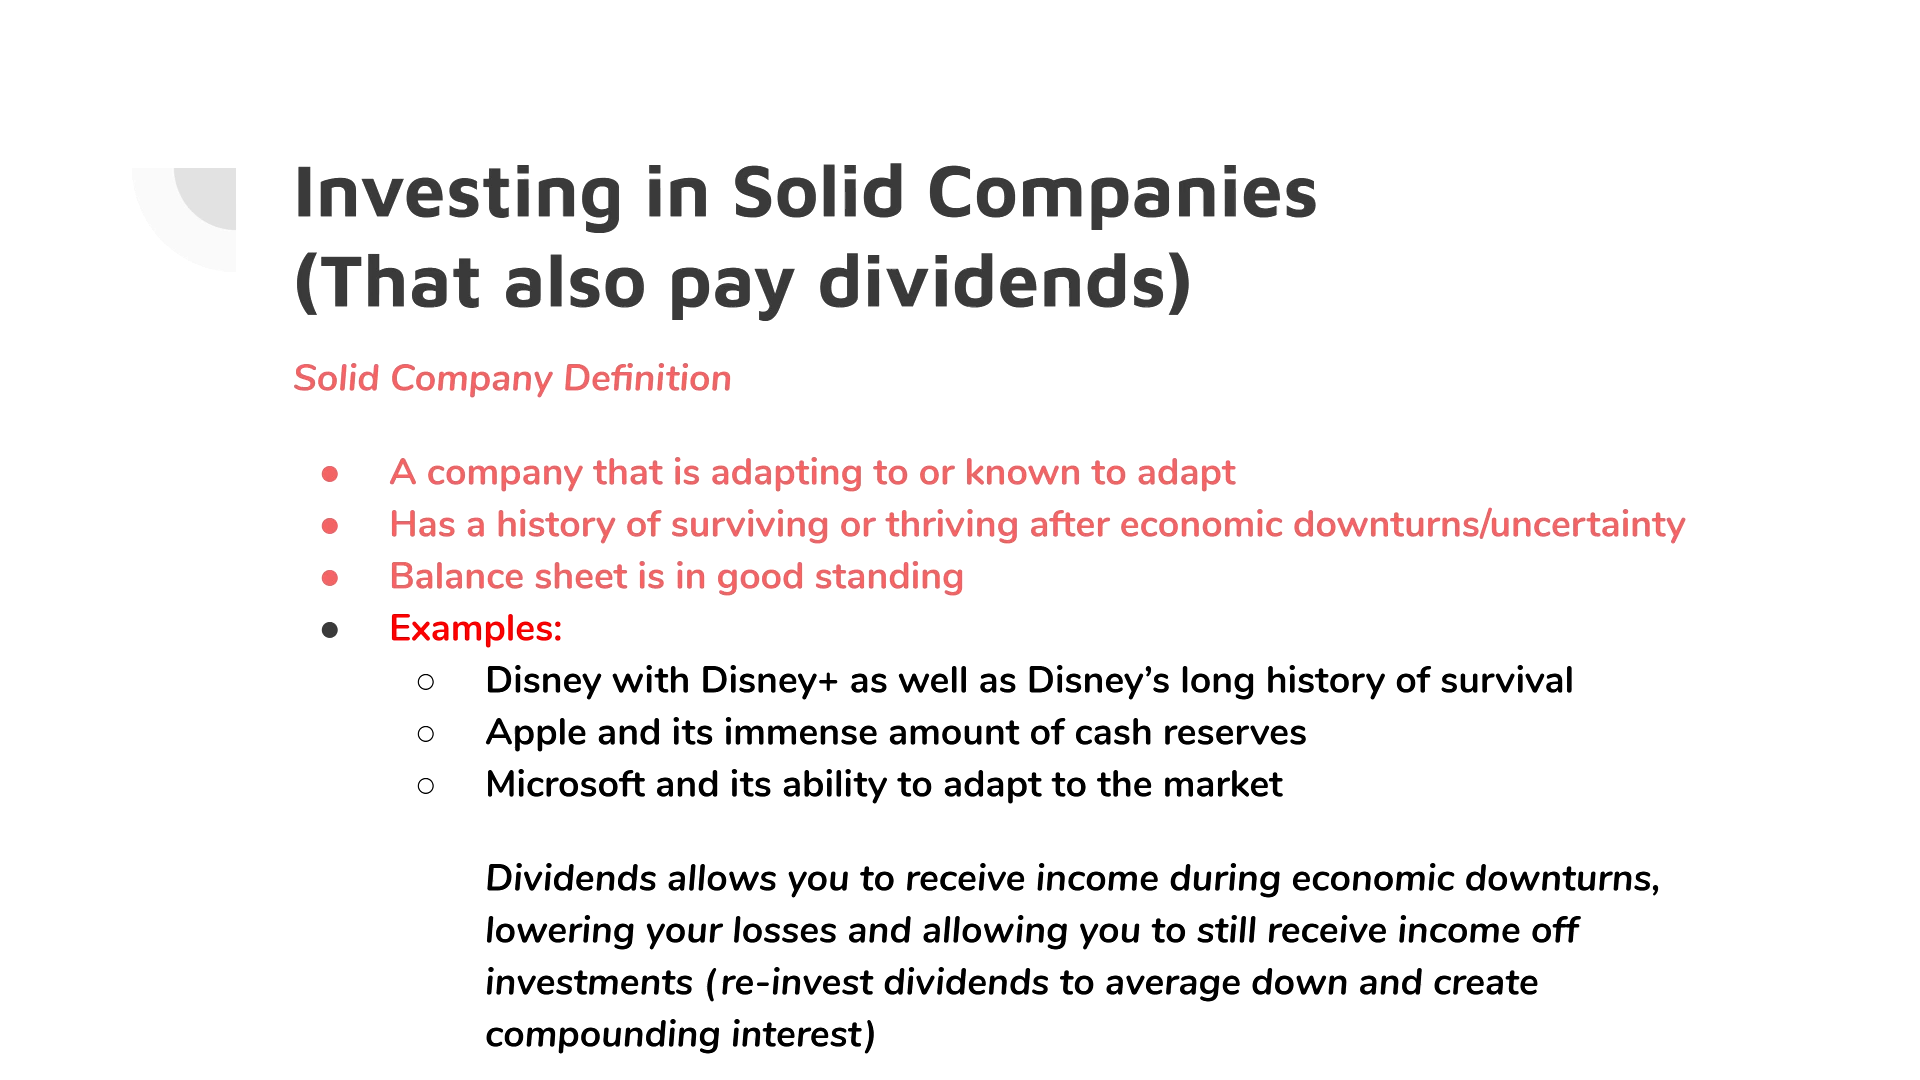 Investing in Solid Companies
(That also pay dividends)
Solid Company Definition
● A company that is adapting to or known to adapt
● Has a history of surviving or thriving after economic downturns/uncertainty
● Balance sheet is in good standing
● Examples:
○ Disney with Disney+ as well as Disney’s long history of survival
○ Apple and its immense amount of cash reserves
○ Microsoft and its ability to adapt to the market
Dividends allows you to receive income during economic downturns,
lowering your losses and allowing you to still receive income off
investments (re-invest dividends to average down and create
compounding interest)